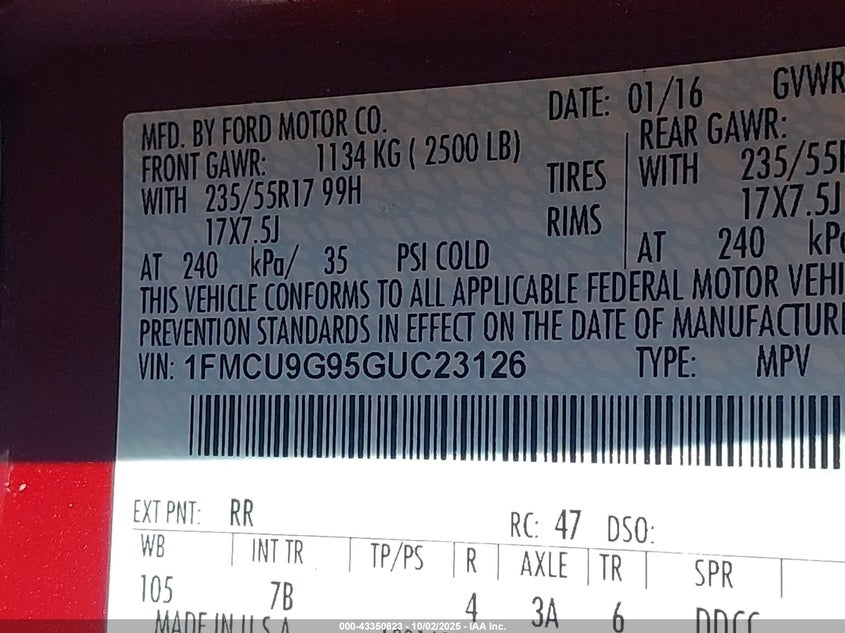 MFD. BY FORD MOTOR CO.
DATE: 01/16 GVWR
FRONT GAWR: 1134 KG ( 2500 LB)
REAR GAWR:
WITH 235/55R17 99H TIRES WITH 235/55R
17X7.5J RIMS 17X7.5J
AT 240 kPa/ 35 PSI COLD AT 240 kPa
THIS VEHICLE CONFORMS TO ALL APPLICABLE FEDERAL MOTOR VEHI
PREVENTION STANDARDS IN EFFECT ON THE DATE OF MANUFACTUR
VIN: 1FMCU9G95GUC23126 TYPE: MPV
EXT PNT: RR RC: 47 DSO:
WB INT TR TP/PS R AXLE TR SPR
105 7B 4 3A 6
MADE IN U.S.A.
000-43350823 - 10/02/2025 - IAA Inc.